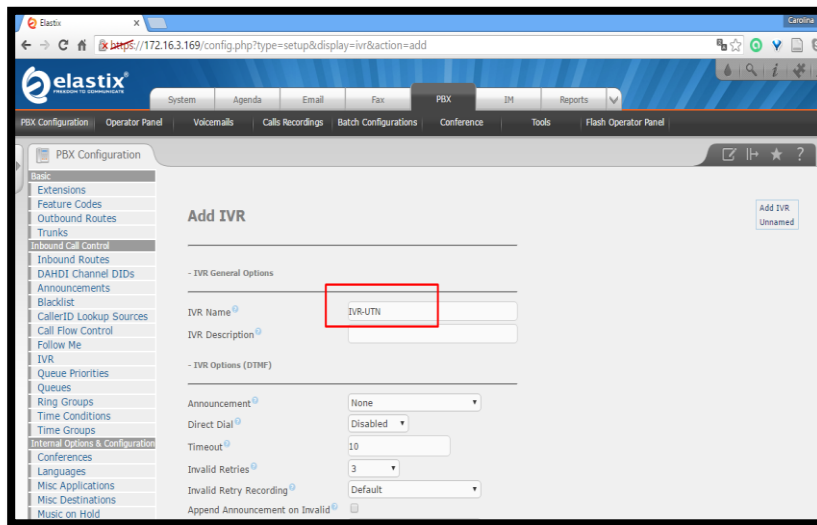 Elastix
Carolina
https://172.16.3.169/config.php?type=setup&display=ivr&action=add
elastix®
FREEDOM TO COMMUNICATE
System Agenda Email Fax PBX IM Reports
PBX Configuration Operator Panel Voicemails Calls Recordings Batch Configurations Conference Tools Flash Operator Panel
PBX Configuration
Basic
Extensions
Feature Codes
Outbound Routes
Trunks
Inbound Call Control
Inbound Routes
DAHDI Channel DIDs
Announcements
Blacklist
CallerID Lookup Sources
Call Flow Control
Follow Me
IVR
Queue Priorities
Queues
Ring Groups
Time Conditions
Time Groups
Internal Options & Configuration
Conferences
Languages
Misc Applications
Misc Destinations
Music on Hold
Add IVR
- IVR General Options
IVR Name IVR-UTN
IVR Description
- IVR Options (DTMF)
Announcement None
Direct Dial Disabled
Timeout 10
Invalid Retries 3
Invalid Retry Recording Default
Append Announcement on Invalid
Add IVR
Unnamed